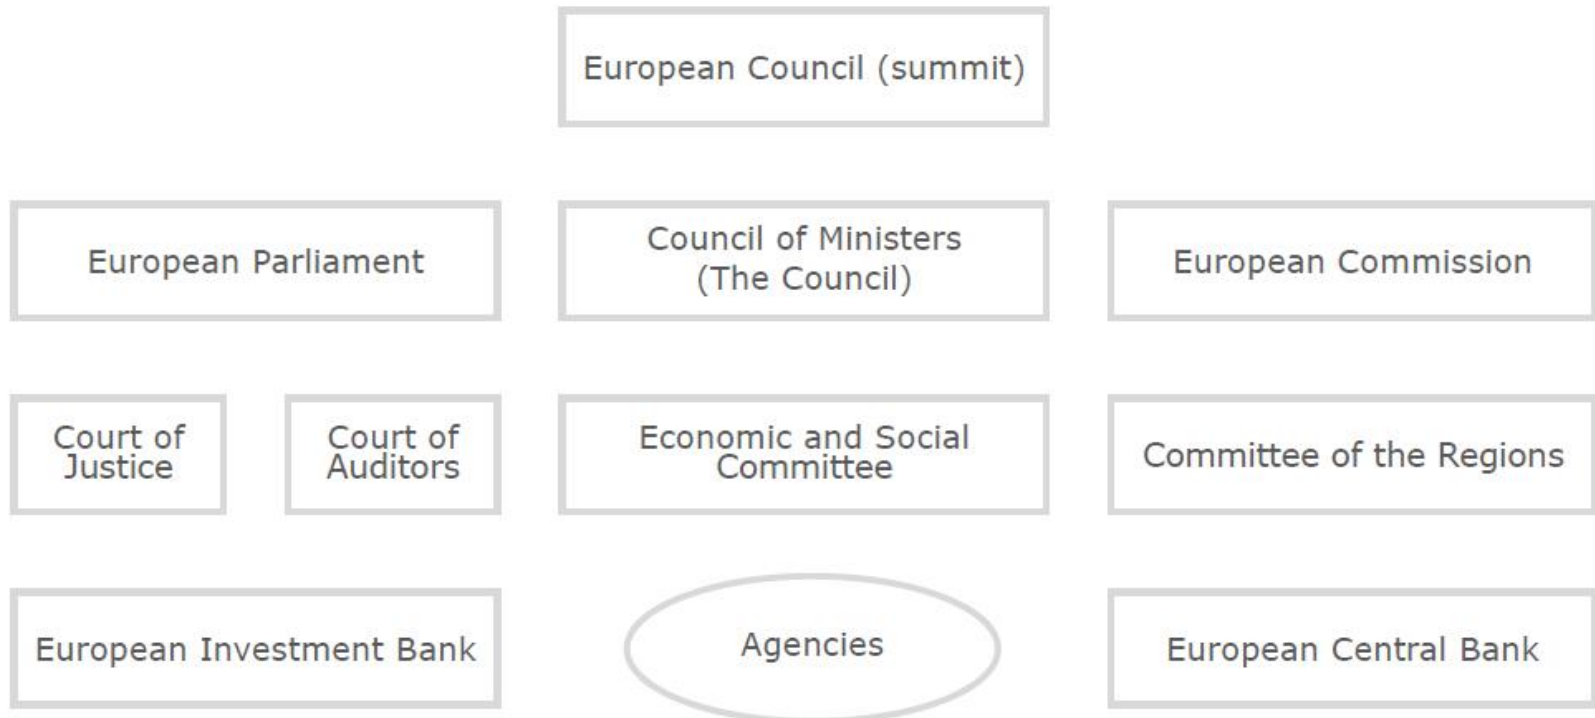 European Council (summit)
European Parliament
Council of Ministers
(The Council)
European Commission
Court of
Justice
Court of
Auditors
Economic and Social
Committee
Committee of the Regions
European Investment Bank
Agencies
European Central Bank